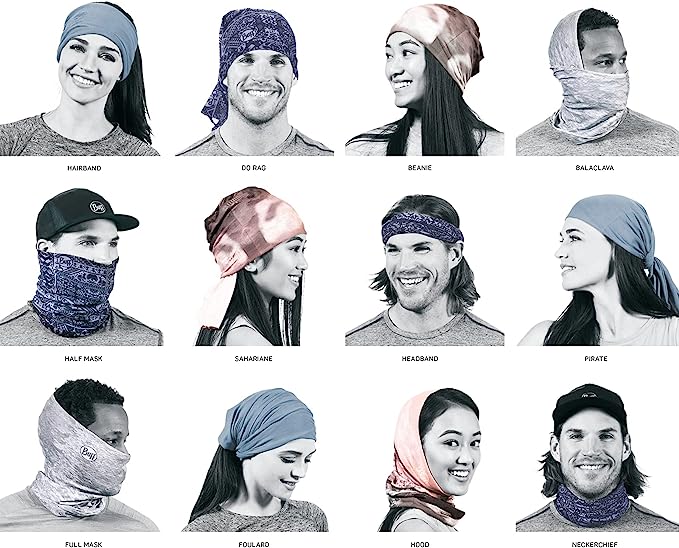 Buff
HAIRBAND
DO RAG
BEANIE
BALACLAVA
Buff
HALF MASK
SAHARIANE
HEADBAND
PIRATE
Buff
FULL MASK
FOULARD
HOOD
NECKERCHIEF